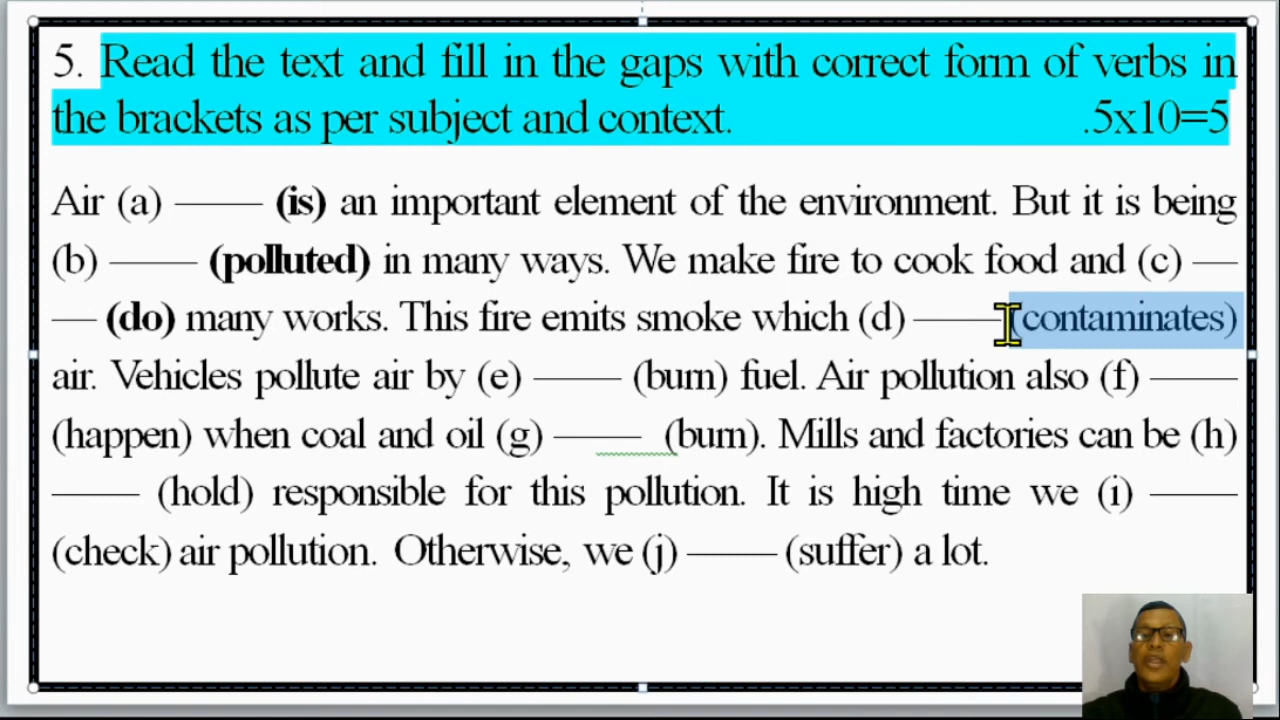 5. Read the text and fill in the gaps with correct form of verbs in
the brackets as per subject and context. .5x10=5
Air (a) —— (is) an important element of the environment. But it is being
(b) —— (polluted) in many ways. We make fire to cook food and (c) —
— (do) many works. This fire emits smoke which (d) —— (contaminates)
air. Vehicles pollute air by (e) —— (burn) fuel. Air pollution also (f) ——
(happen) when coal and oil (g) —— (burn). Mills and factories can be (h)
—— (hold) responsible for this pollution. It is high time we (i) ——
(check) air pollution. Otherwise, we (j) —— (suffer) a lot.